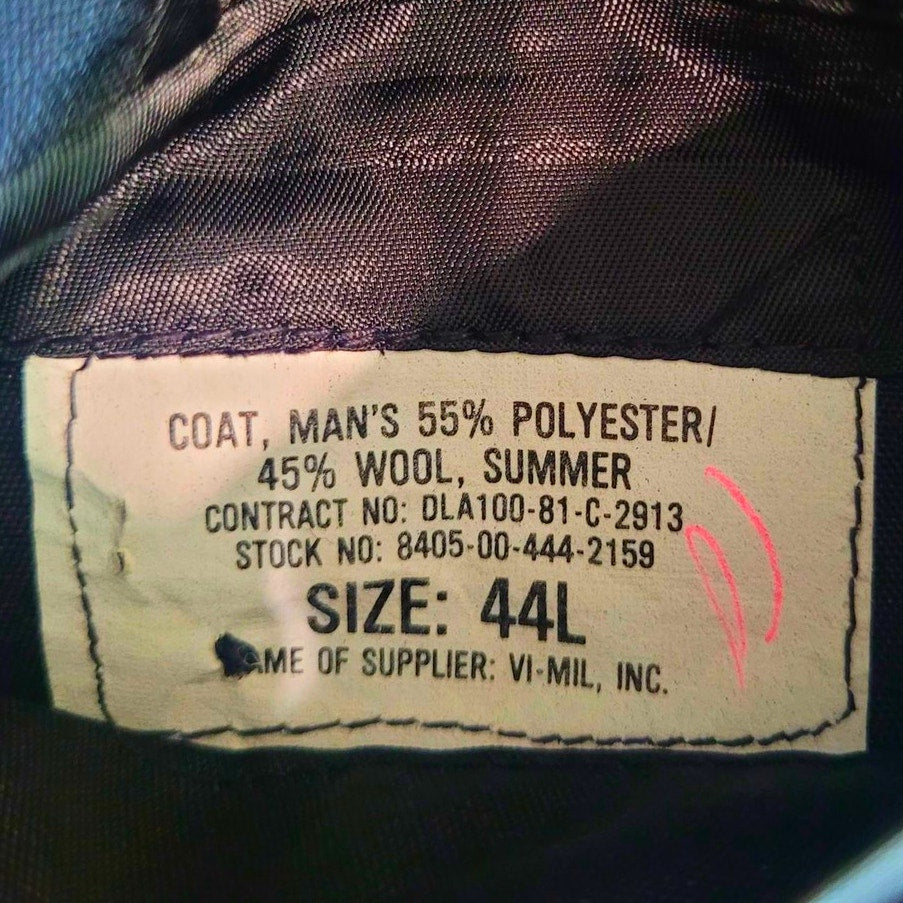 COAT, MAN'S 55% POLYESTER/
45% WOOL, SUMMER
CONTRACT NO: DLA100-81-C-2913
STOCK NO: 8405-00-444-2159
SIZE: 44L
NAME OF SUPPLIER: VI-MIL, INC.